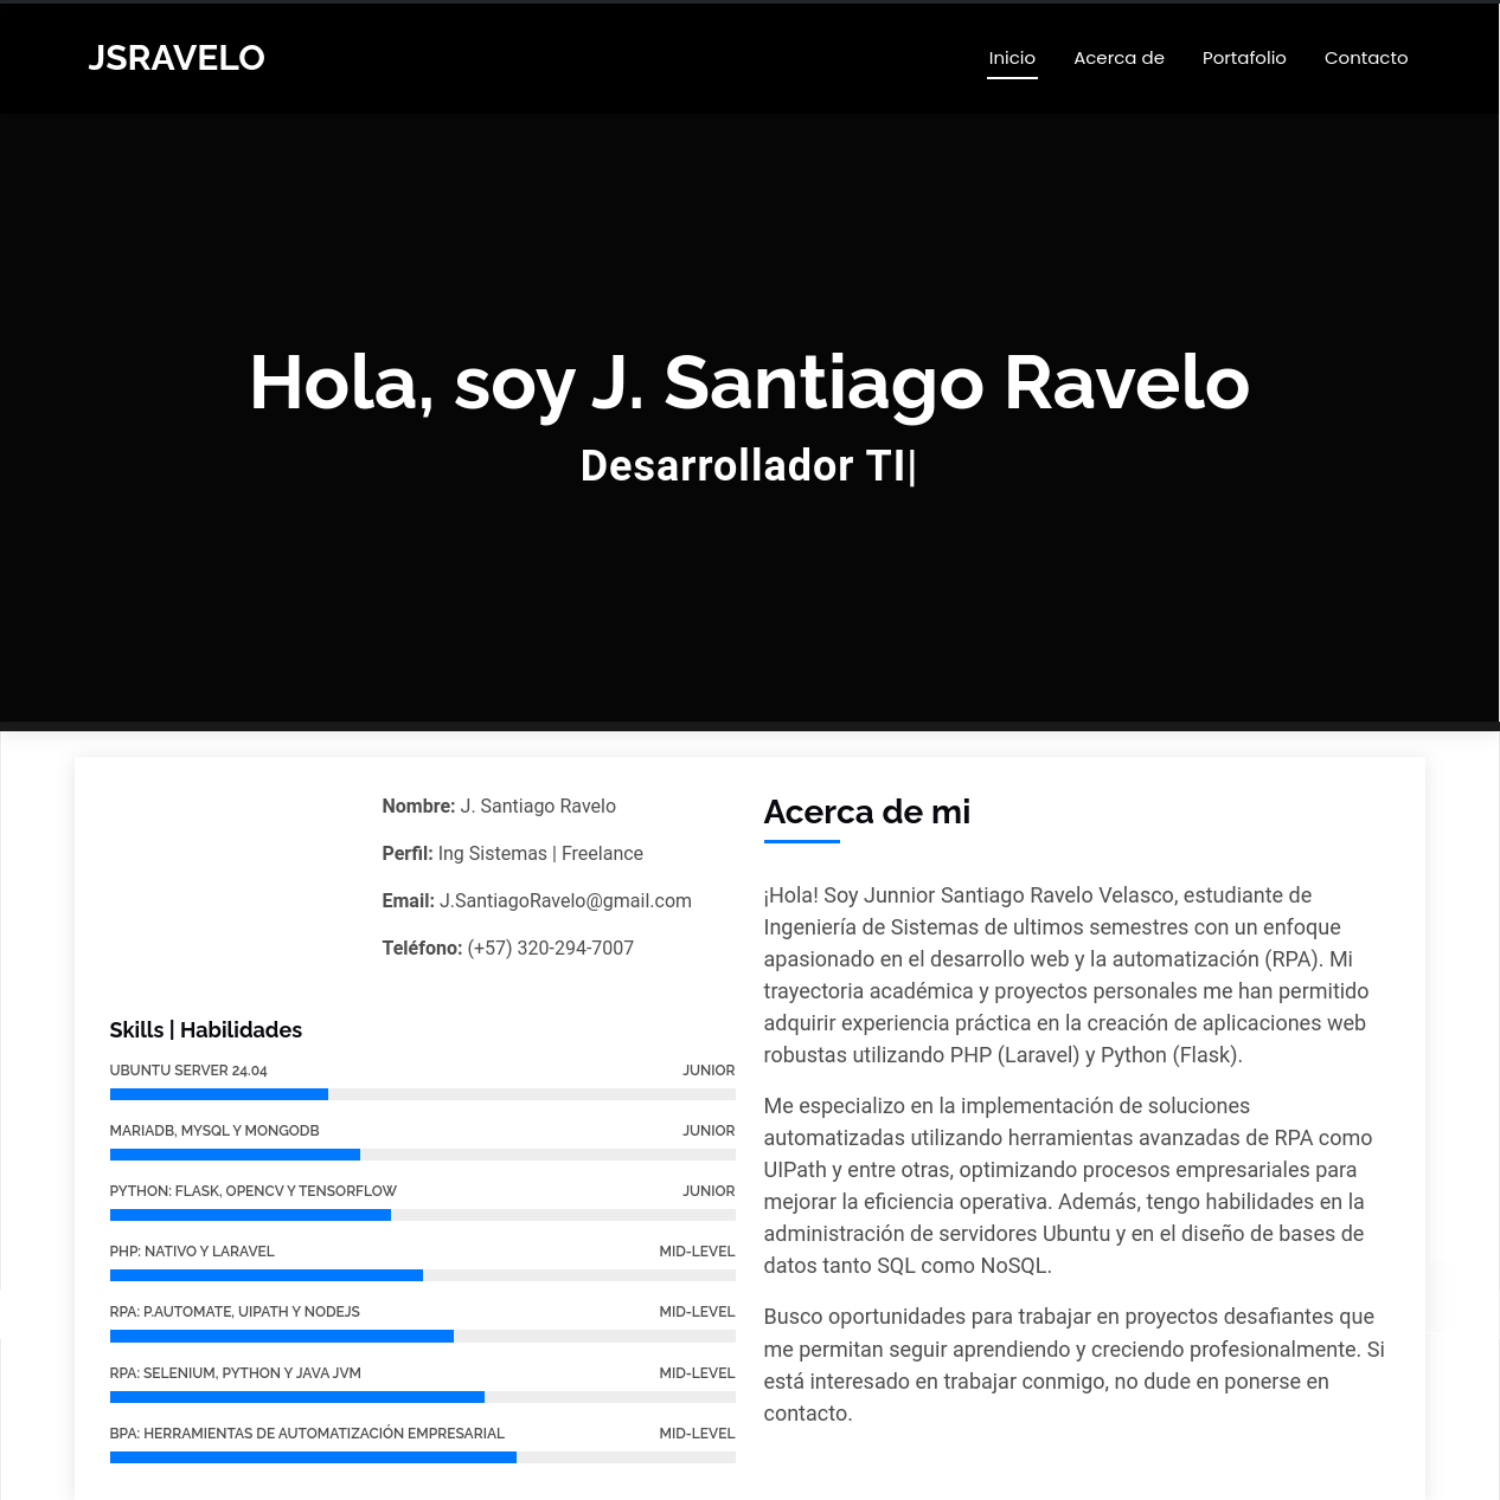 JSRAVELO
Inicio
Acerca de
Portafolio
Contacto
Hola, soy J. Santiago Ravelo
Desarrollador TI|
Nombre: J. Santiago Ravelo
Perfil: Ing Sistemas | Freelance
Email: J.SantiagoRavelo@gmail.com
Teléfono: (+57) 320-294-7007
Skills | Habilidades
UBUNTU SERVER 24.04 JUNIOR
MARIADB, MYSQL Y MONGODB JUNIOR
PYTHON: FLASK, OPENCV Y TENSORFLOW JUNIOR
PHP: NATIVO Y LARAVEL MID-LEVEL
RPA: P.AUTOMATE, UIPATH Y NODEJS MID-LEVEL
RPA: SELENIUM, PYTHON Y JAVA JVM MID-LEVEL
BPA: HERRAMIENTAS DE AUTOMATIZACIÓN EMPRESARIAL MID-LEVEL
Acerca de mi
¡Hola! Soy Junnior Santiago Ravelo Velasco, estudiante de
Ingeniería de Sistemas de ultimos semestres con un enfoque
apasionado en el desarrollo web y la automatización (RPA). Mi
trayectoria académica y proyectos personales me han permitido
adquirir experiencia práctica en la creación de aplicaciones web
robustas utilizando PHP (Laravel) y Python (Flask).
Me especializo en la implementación de soluciones
automatizadas utilizando herramientas avanzadas de RPA como
UIPath y entre otras, optimizando procesos empresariales para
mejorar la eficiencia operativa. Además, tengo habilidades en la
administración de servidores Ubuntu y en el diseño de bases de
datos tanto SQL como NoSQL.
Busco oportunidades para trabajar en proyectos desafiantes que
me permitan seguir aprendiendo y creciendo profesionalmente. Si
está interesado en trabajar conmigo, no dude en ponerse en
contacto.